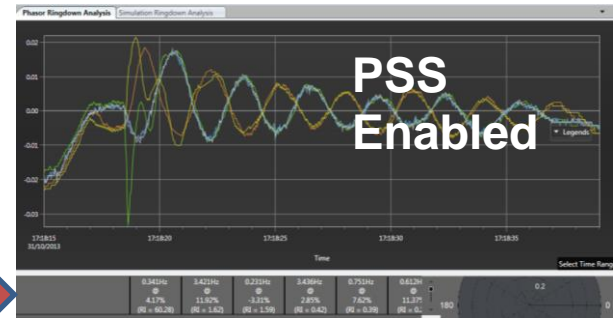 Phasor Ringdown Analysis Simulation Ringdown Analysis
0.02
PSS
Enabled
0.01
0.00
Legends
-0.01
-0.02
-0.03
17:18:15 17:18:20 17:18:25 17:18:30 17:18:35
31/10/2013
Time
Select Time Rang
0.341Hz 3.421Hz 0.231Hz 3.436Hz 0.751Hz 0.612H
@ @ @ @ @ @
4.17% 11.92% -3.31% 2.85% 7.62% 11.37%
(RI = 60.28) (RI = 1.62) (RI = 1.59) (RI = 0.42) (RI = 0.39) (RI = 0.
0.2
180 0